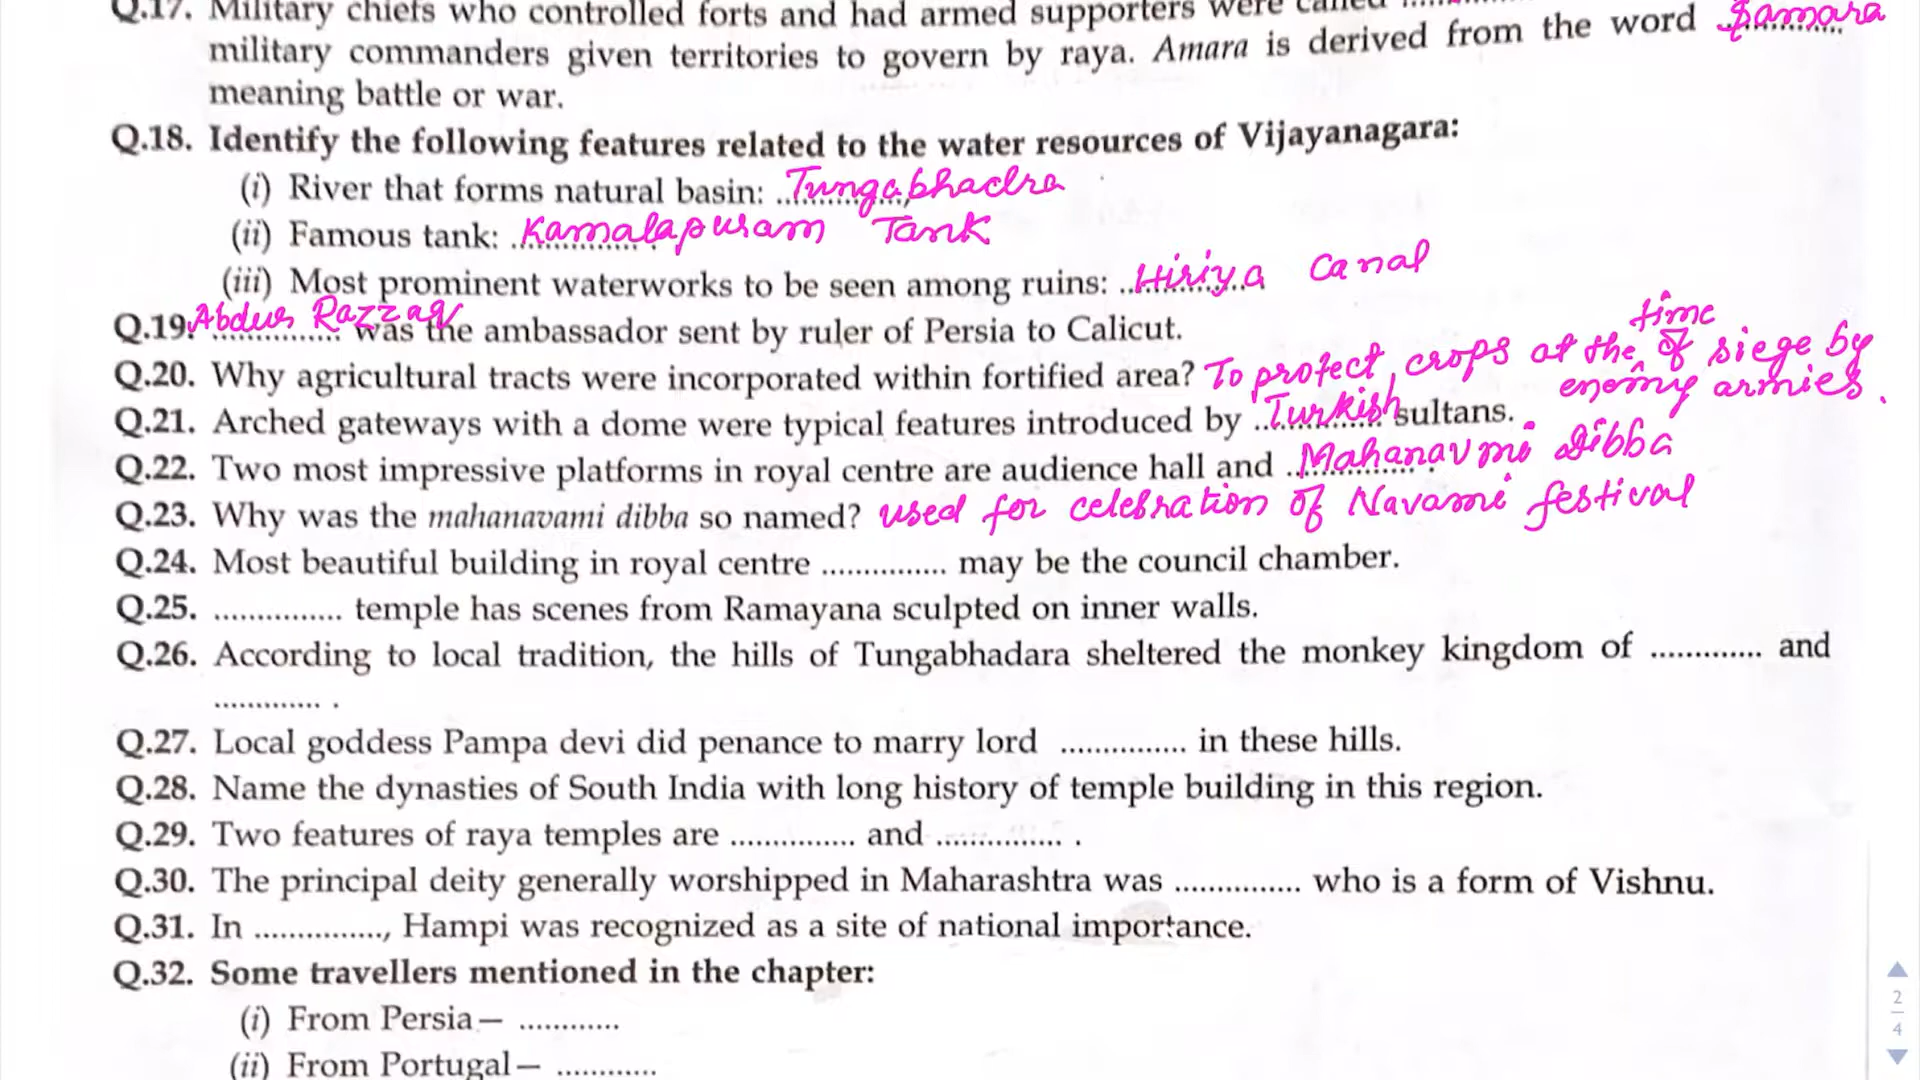 Q.17. Military chiefs who controlled forts and had armed supporters were called ........
military commanders given territories to govern by raya. Amara is derived from the word Samara
meaning battle or war.
Q.18. Identify the following features related to the water resources of Vijayanagara:
(i) River that forms natural basin: Tungabhadra
(ii) Famous tank: Kamalapuram Tank
(iii) Most prominent waterworks to be seen among ruins: Hiriya Canal
Q.19. Abdur Razzaq was the ambassador sent by ruler of Persia to Calicut.
Q.20. Why agricultural tracts were incorporated within fortified area? To protect crops at the time of siege by
enemy armies.
Q.21. Arched gateways with a dome were typical features introduced by Turkish sultans.
Q.22. Two most impressive platforms in royal centre are audience hall and Mahanavmi Dibba
Q.23. Why was the mahanavami dibba so named? used for celebration of Navami festival
Q.24. Most beautiful building in royal centre ............... may be the council chamber.
Q.25. ............... temple has scenes from Ramayana sculpted on inner walls.
Q.26. According to local tradition, the hills of Tungabhadara sheltered the monkey kingdom of ............. and
............. .
Q.27. Local goddess Pampa devi did penance to marry lord ............... in these hills.
Q.28. Name the dynasties of South India with long history of temple building in this region.
Q.29. Two features of raya temples are ............... and ............... .
Q.30. The principal deity generally worshipped in Maharashtra was ............... who is a form of Vishnu.
Q.31. In ..............., Hampi was recognized as a site of national importance.
Q.32. Some travellers mentioned in the chapter:
(i) From Persia— ............
(ii) From Portugal— ............
2
4